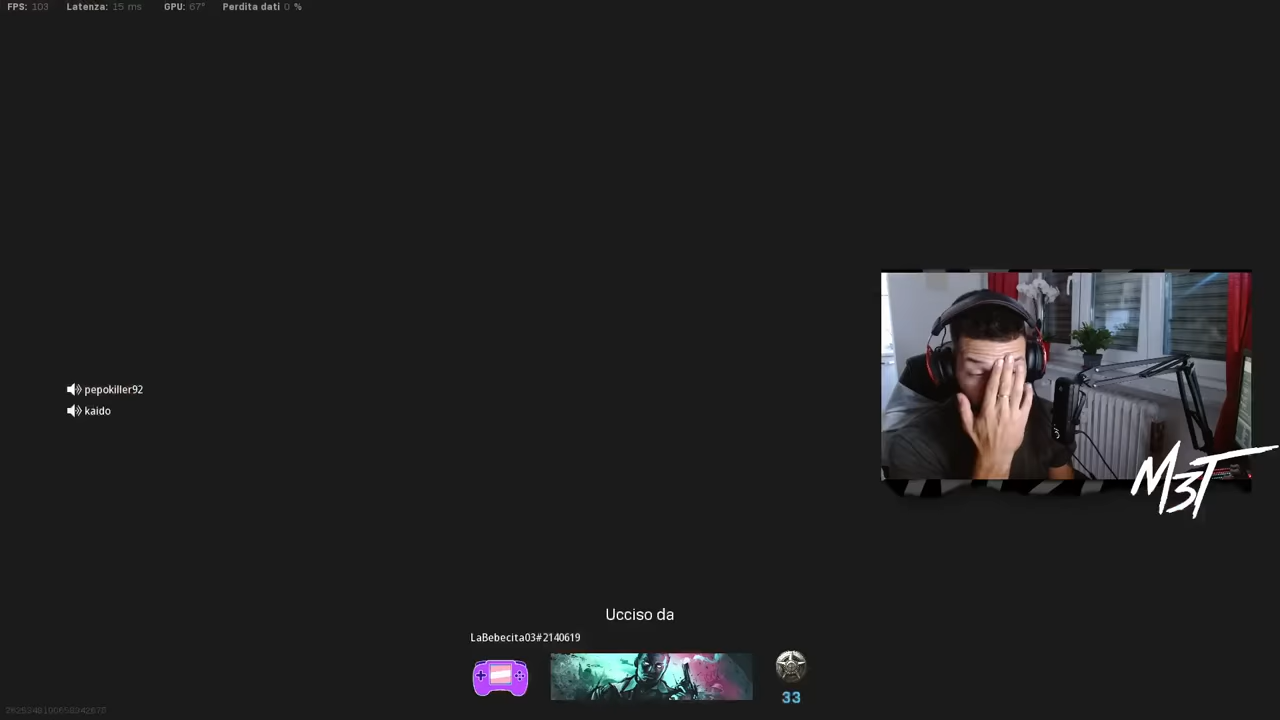 FPS: 103 Latenza: 15 ms GPU: 67° Perdita dati 0 %
pepokiller92
kaido
M3T
Ucciso da
LaBebecita03#2140619
33